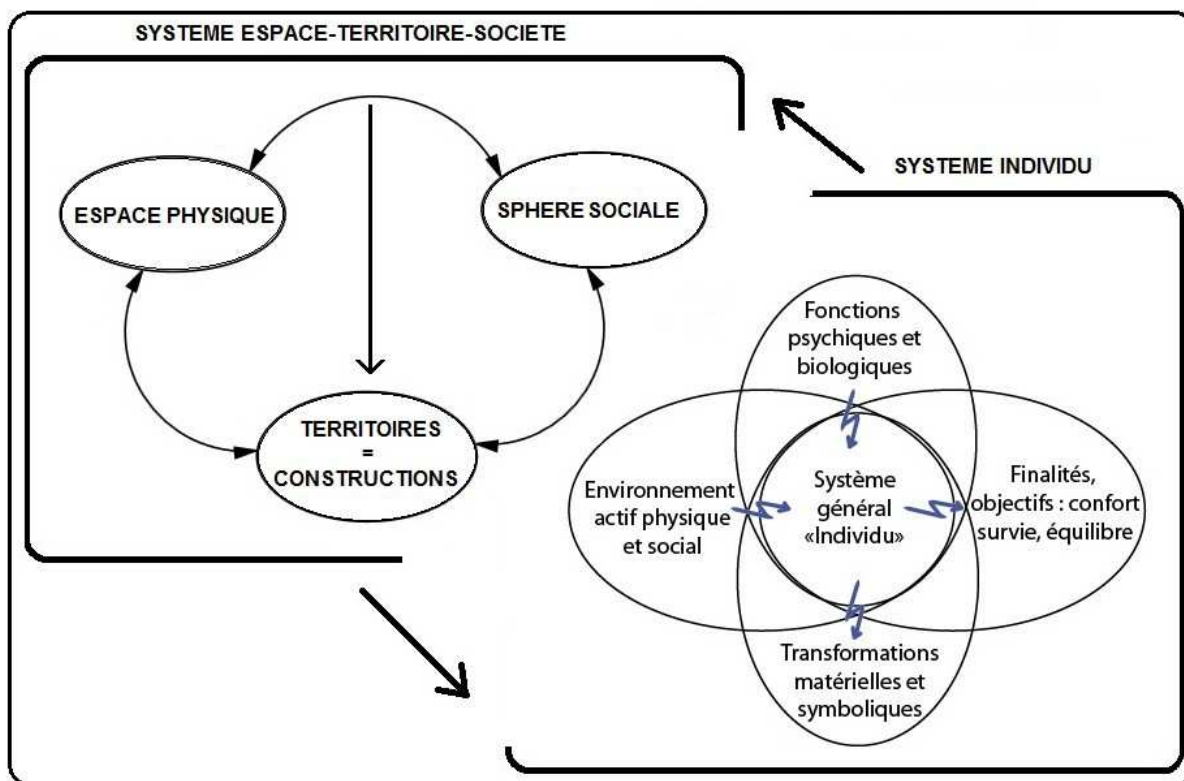 SYSTEME ESPACE-TERRITOIRE-SOCIETE
ESPACE PHYSIQUE
SPHERE SOCIALE
TERRITOIRES
=
CONSTRUCTIONS
SYSTEME INDIVIDU
Fonctions
psychiques et
biologiques
Environnement
actif physique
et social
Système
général
«Individu»
Finalités,
objectifs : confort
survie, équilibre
Transformations
matérielles et
symboliques